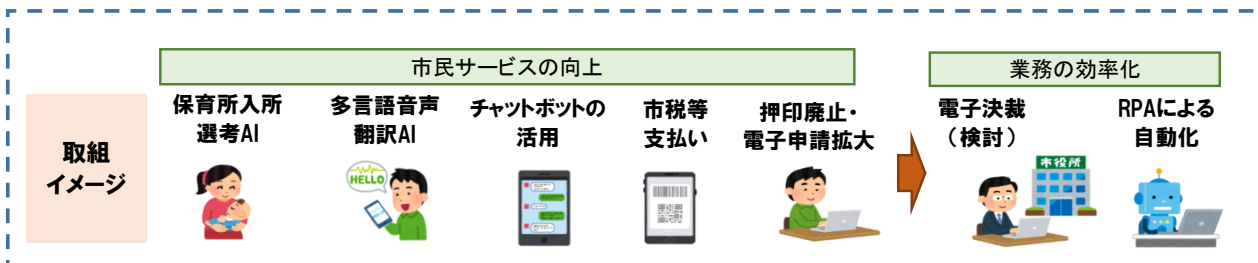 市民サービスの向上
業務の効率化
取組
イメージ
保育所入所
選考AI
多言語音声
翻訳AI
チャットボットの
活用
市税等
支払い
押印廃止・
電子申請拡大
電子決裁
（検討）
RPAによる
自動化
HELLO
市役所